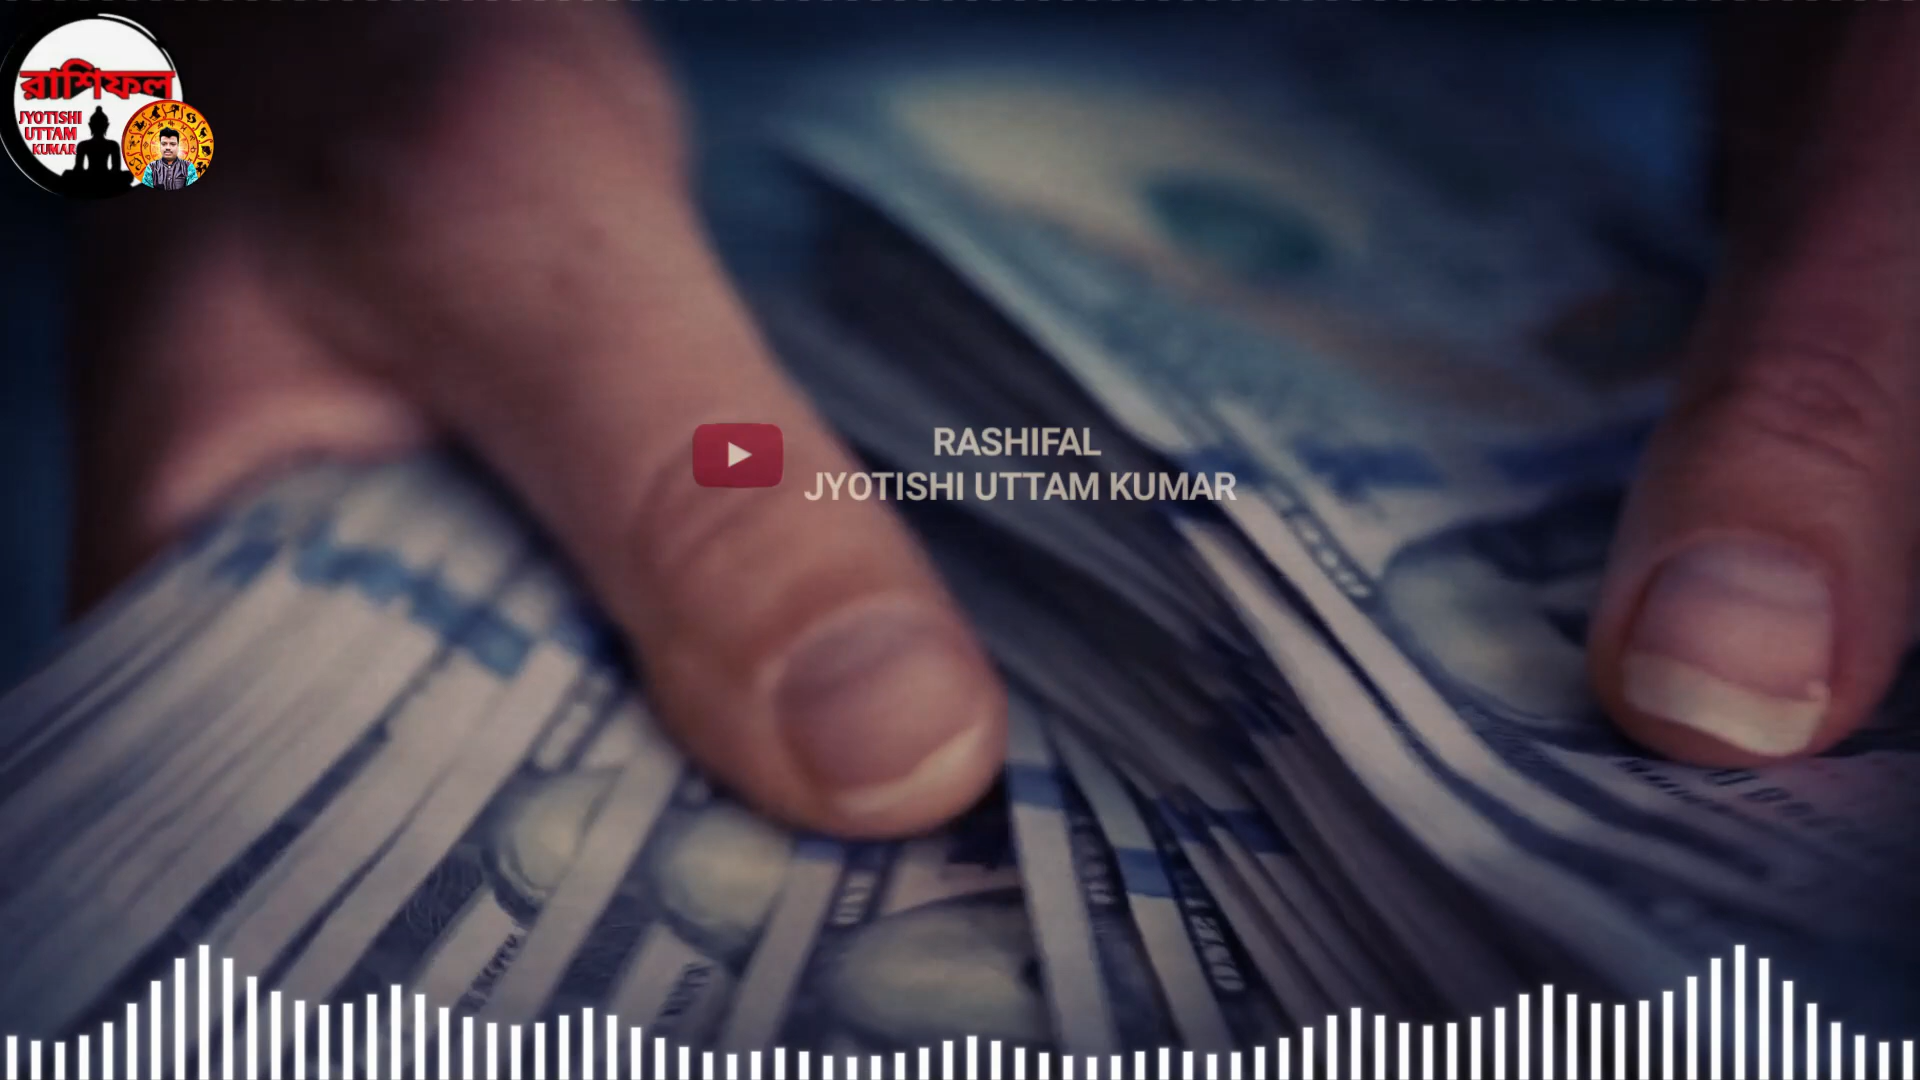 রাশিফল
JYOTISHI
UTTAM
KUMAR
RASHIFAL
JYOTISHI UTTAM KUMAR